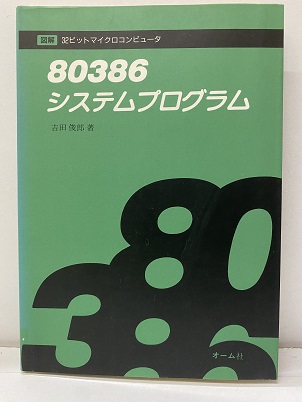 図解 32ビットマイクロコンピュータ
80386
システムプログラム
吉田俊郎 著
80
386
オーム社